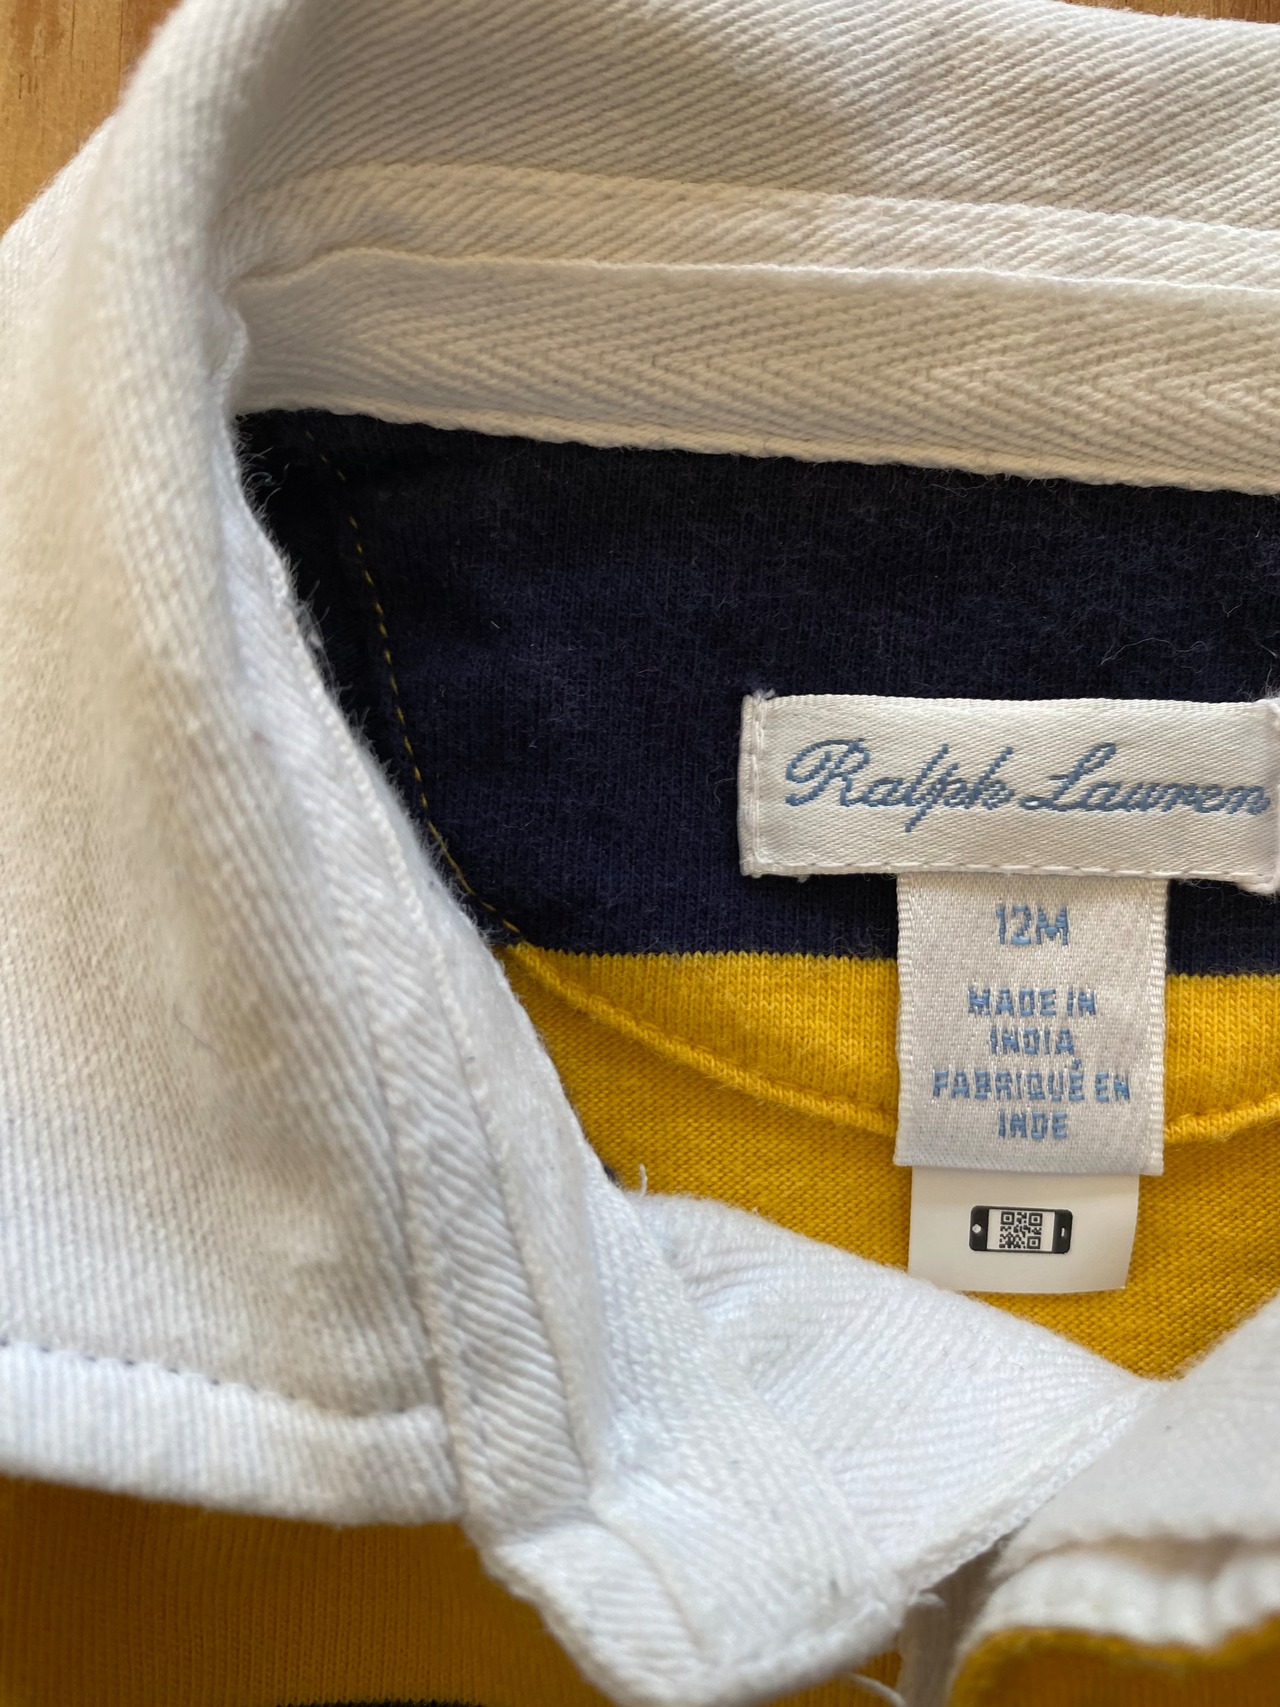 Ralph Lauren
12M
MADE IN
INDIA
FABRIQUÉ EN
INDE